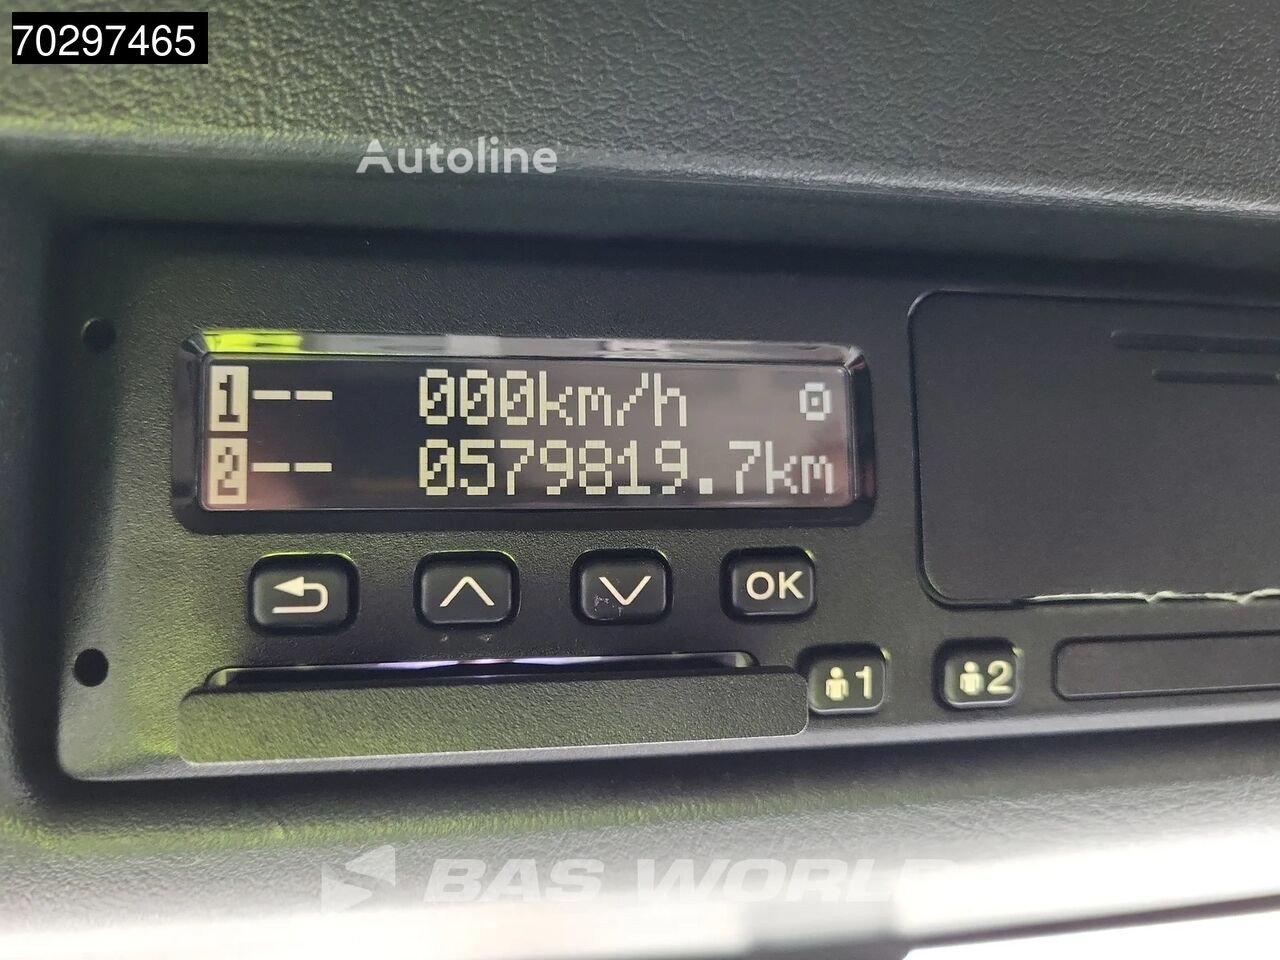 70297465
Autoline
1-- 000km/h
2-- 0579819.7km
OK
1
2
BAS WORLD